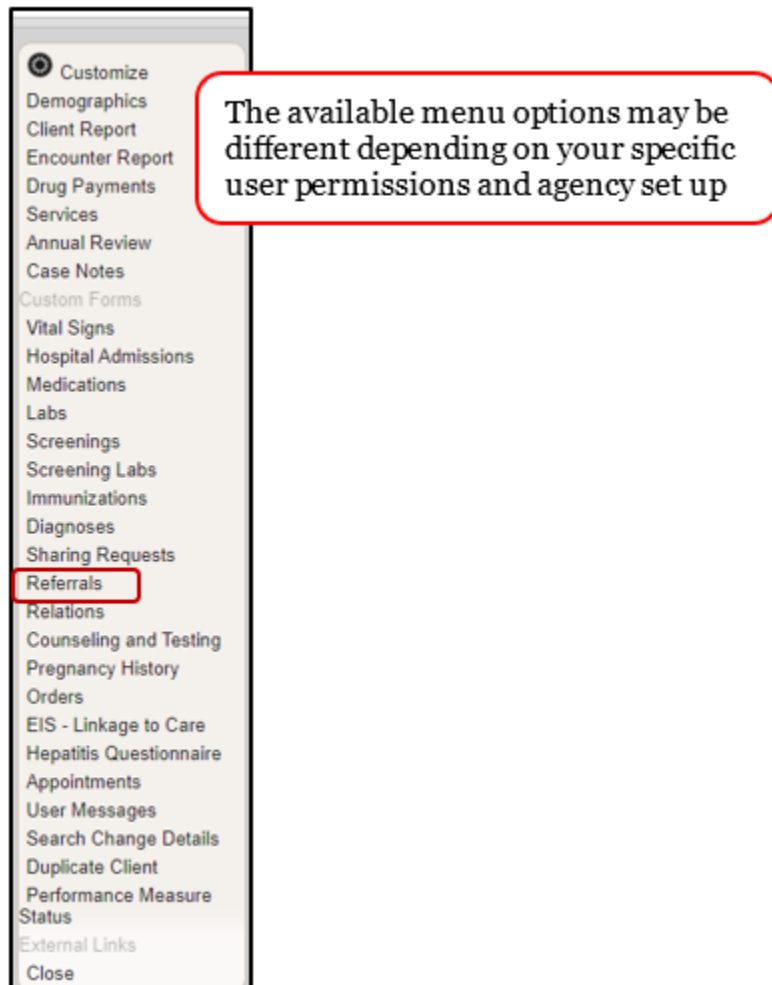 Customize
Demographics
Client Report
Encounter Report
Drug Payments
Services
Annual Review
Case Notes
Custom Forms
Vital Signs
Hospital Admissions
Medications
Labs
Screenings
Screening Labs
Immunizations
Diagnoses
Sharing Requests
Referrals
Relations
Counseling and Testing
Pregnancy History
Orders
EIS - Linkage to Care
Hepatitis Questionnaire
Appointments
User Messages
Search Change Details
Duplicate Client
Performance Measure
Status
External Links
Close
The available menu options may be
different depending on your specific
user permissions and agency set up